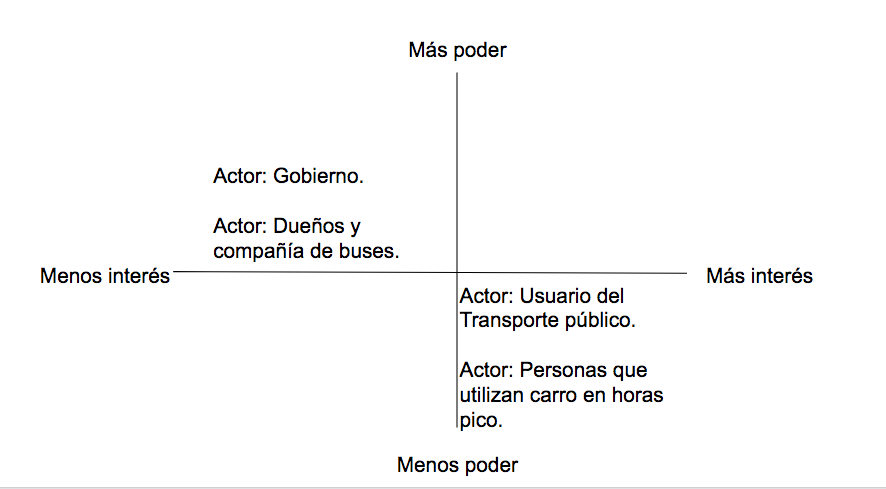 Más poder
Actor: Gobierno.
Actor: Dueños y
compañía de buses.
Menos interés
Más interés
Actor: Usuario del
Transporte público.
Actor: Personas que
utilizan carro en horas
pico.
Menos poder